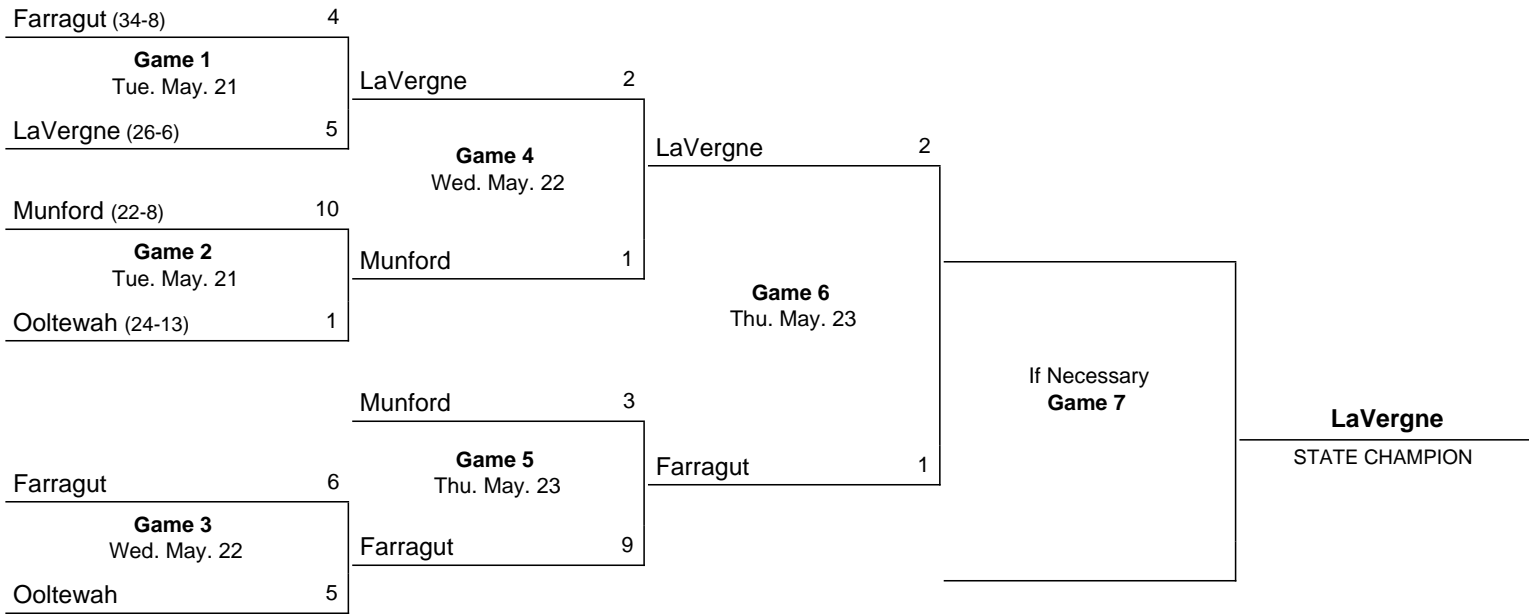 Farragut (34-8) 4
Game 1
Tue. May. 21
LaVergne (26-6) 5
Munford (22-8) 10
Game 2
Tue. May. 21
Ooltewah (24-13) 1
Farragut 6
Game 3
Wed. May. 22
Ooltewah 5
LaVergne 2
Game 4
Wed. May. 22
Munford 1
Munford 3
Game 5
Thu. May. 23
Farragut 9
LaVergne 2
Game 6
Thu. May. 23
Farragut 1
If Necessary
Game 7
LaVergne
STATE CHAMPION